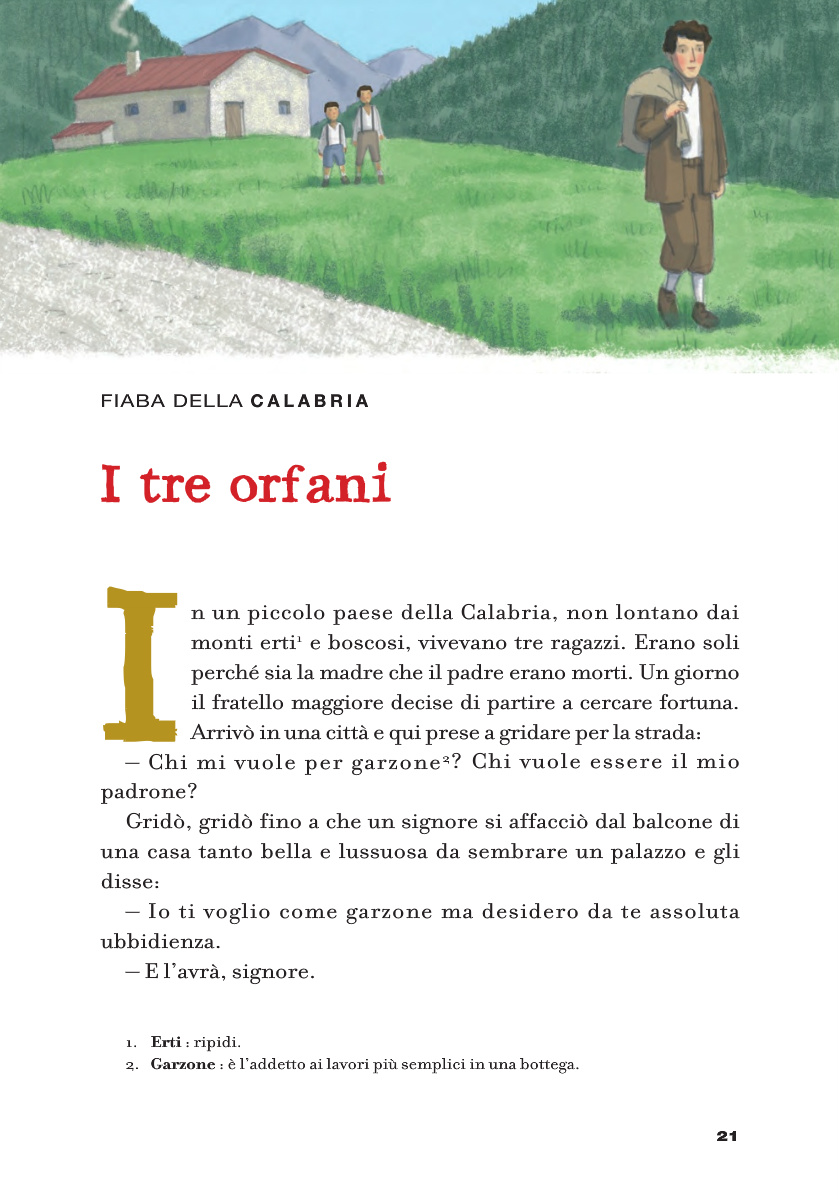 FIABA DELLA CALABRIA
I tre orfani
In un piccolo paese della Calabria, non lontano dai
monti erti¹ e boscosi, vivevano tre ragazzi. Erano soli
perché sia la madre che il padre erano morti. Un giorno
il fratello maggiore decise di partire a cercare fortuna.
Arrivò in una città e qui prese a gridare per la strada:
– Chi mi vuole per garzone²? Chi vuole essere il mio
padrone?
Gridò, gridò fino a che un signore si affacciò dal balcone di
una casa tanto bella e lussuosa da sembrare un palazzo e gli
disse:
– Io ti voglio come garzone ma desidero da te assoluta
ubbidienza.
– E l’avrà, signore.
1. Erti : ripidi.
2. Garzone : è l’addetto ai lavori più semplici in una bottega.
21